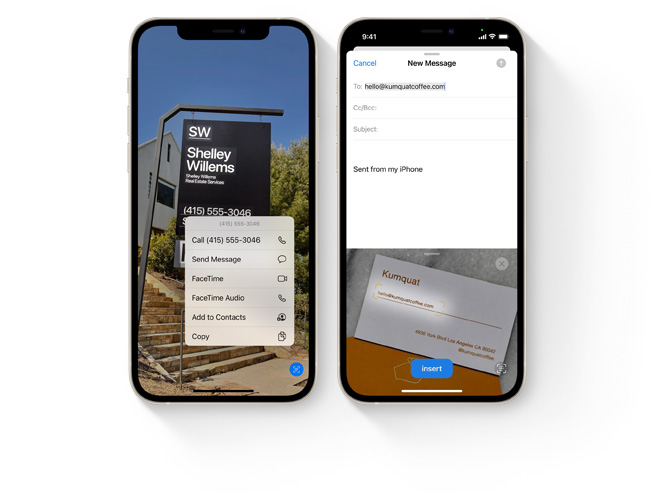 SW
Shelley
Willems
Shelley Willems
Real Estate Services
(415) 555-3046
(415) 555-3046
Call (415) 555-3046
Send Message
FaceTime
FaceTime Audio
Add to Contacts
Copy
9:41
Cancel
New Message
To: hello@kumquatcoffee.com
Cc/Bcc:
Subject:
Sent from my iPhone
Kumquat
hello@kumquatcoffee.com
4936 York Blvd Los Angeles CA 90042
@kumquatcoffee
insert